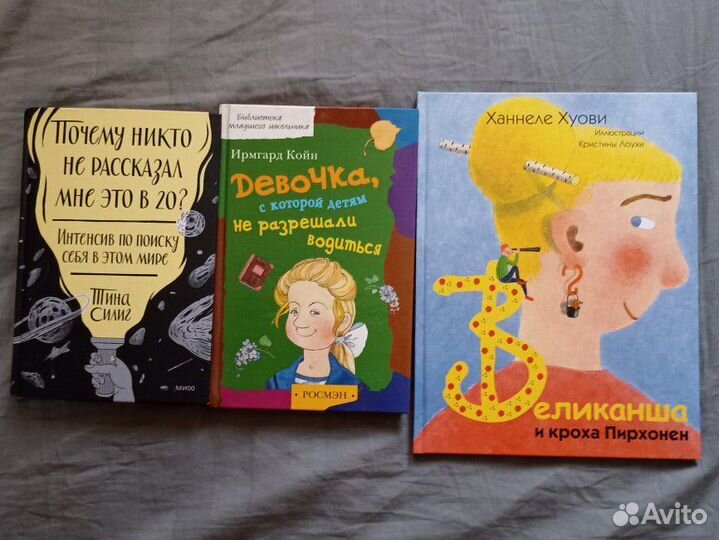 Почему никто
не рассказал
мне это в 20?
Интенсив по поиску
себя в этом мире
Тина
Силиг
МИФ
Библиотека
младшего школьника
Ирмгард Койн
Девочка,
с которой детям
не разрешали
водиться
РОСМЭН
Ханнеле Хуови
Иллюстрации
Кристины Лоухи
Великанша
и кроха Пирхонен
Avito